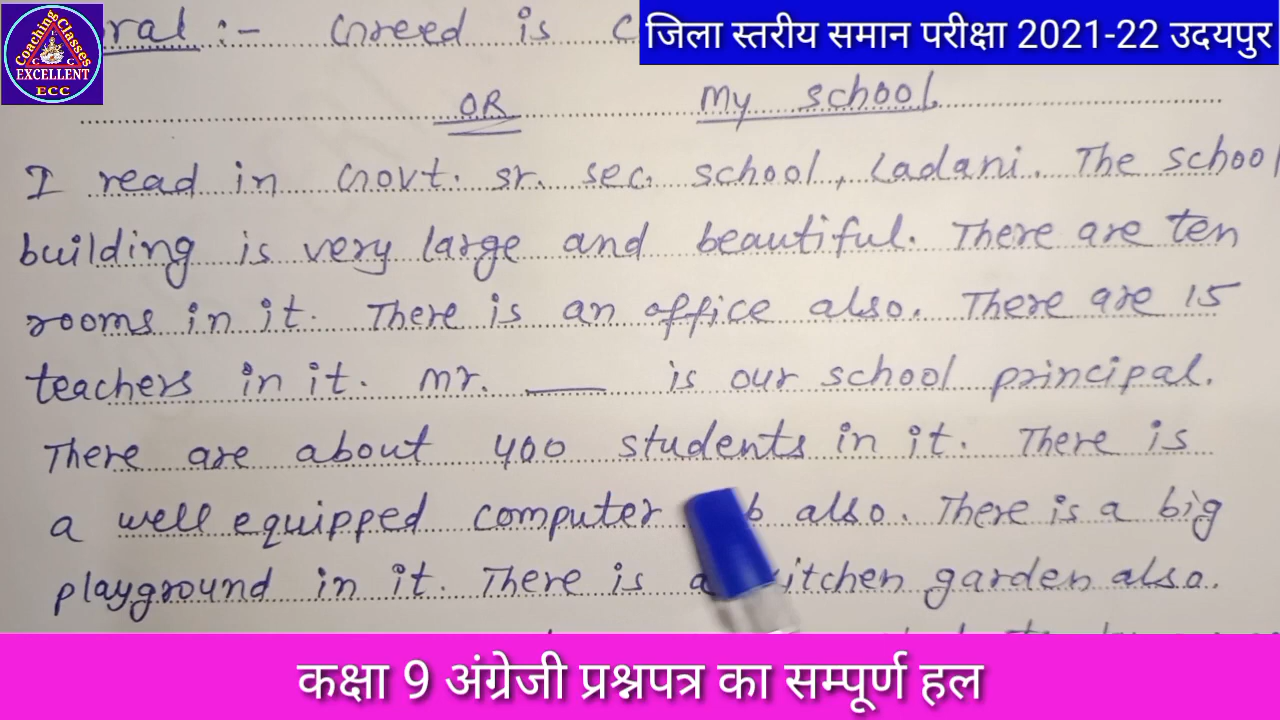 Coaching Classes
C C
EXCELLENT
ECC
जिला स्तरीय समान परीक्षा 2021-22 उदयपुर
:- Greed is
OR My school
I read in Govt. sr. sec. school, Ladani. The school
building is very large and beautiful. There are ten
rooms in it. There is an office also. There are 15
teachers in it. Mr. ___ is our school principal.
There are about 400 students in it. There is
a well equipped computer also. There is a big
playground in it. There is a garden also.
कक्षा 9 अंग्रेजी प्रश्नपत्र का सम्पूर्ण हल